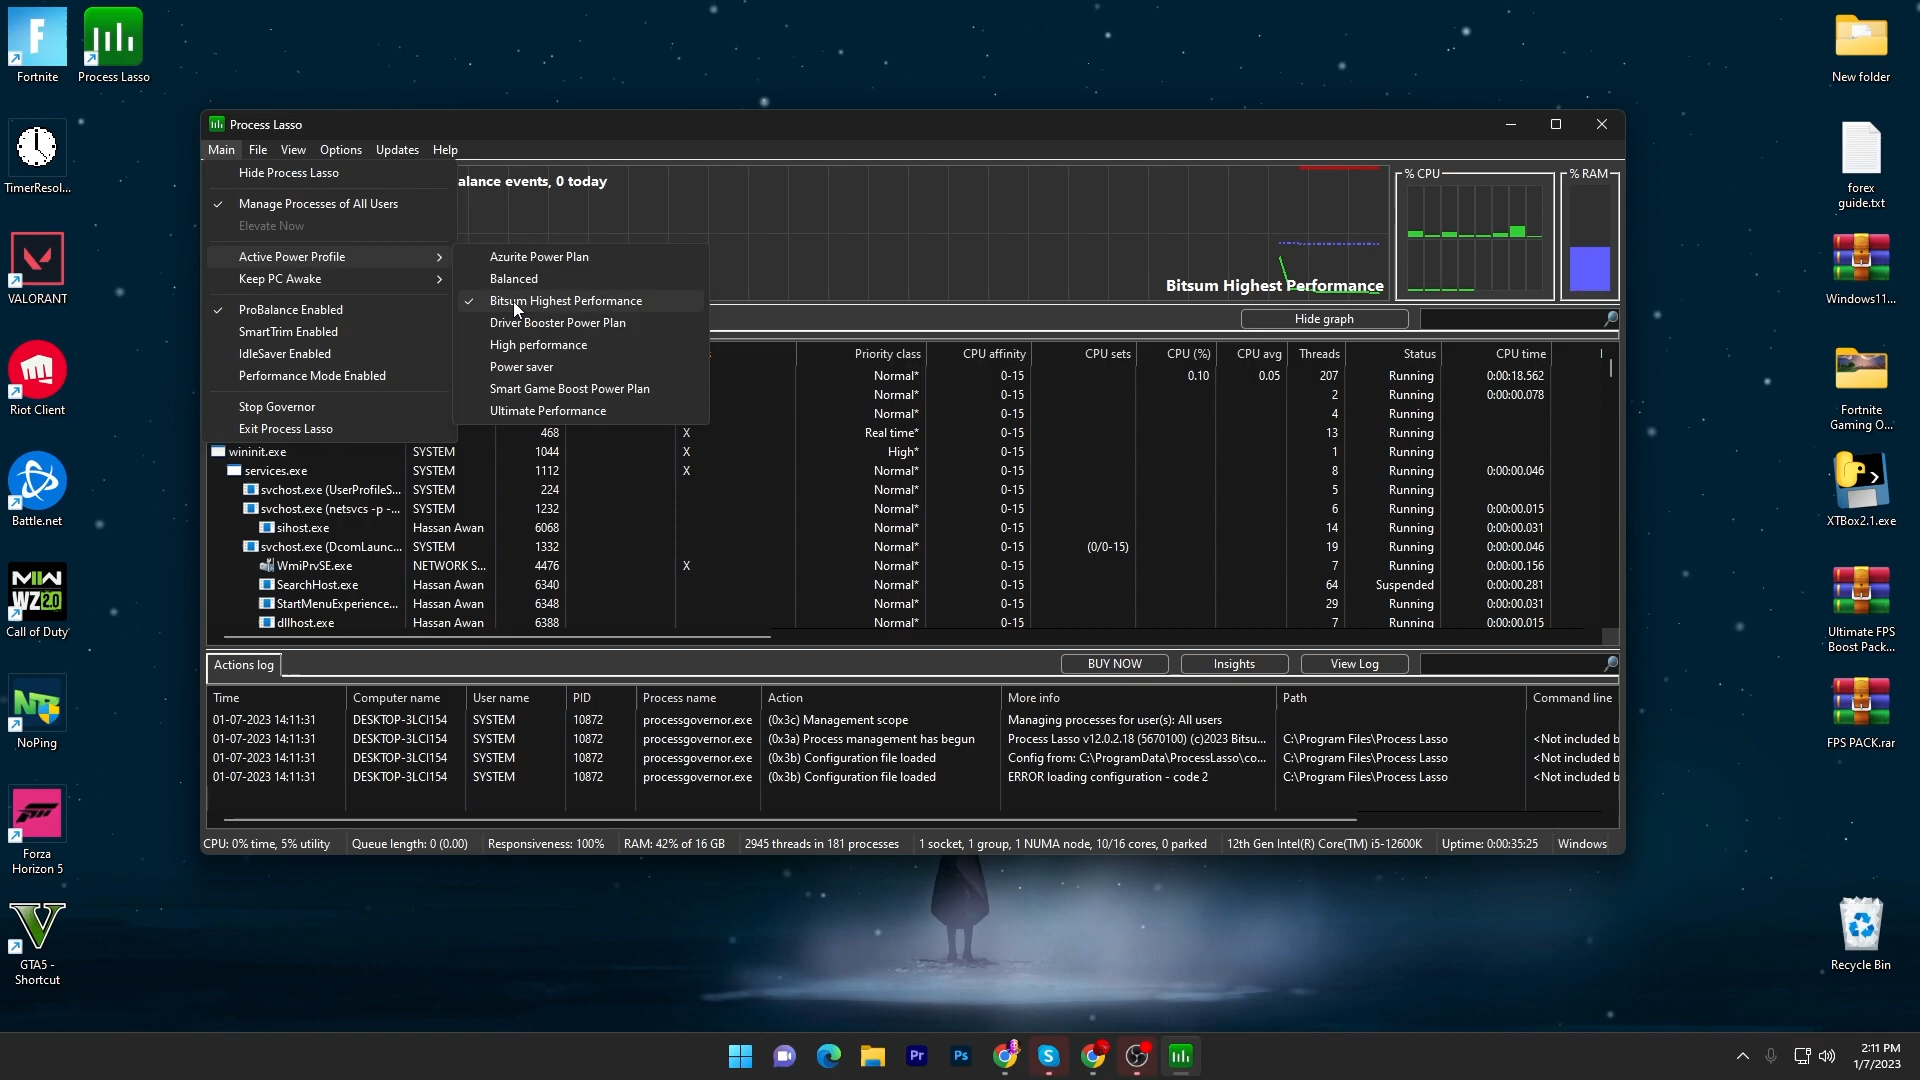 Fortnite
Process Lasso
TimerResol...
VALORANT
Riot Client
Battle.net
MW
WZ 2.0
Call of Duty
NoPing
Forza
Horizon 5
GTA5 -
Shortcut
New folder
forex
guide.txt
Windows11...
Fortnite
Gaming O...
XTBox2.1.exe
Ultimate FPS
Boost Pack...
FPS PACK.rar
Recycle Bin
Process Lasso
Main File View Options Updates Help
Hide Process Lasso
Manage Processes of All Users
Elevate Now
Active Power Profile
Keep PC Awake
ProBalance Enabled
SmartTrim Enabled
IdleSaver Enabled
Performance Mode Enabled
Stop Governor
Exit Process Lasso
Azurite Power Plan
Balanced
Bitsum Highest Performance
Driver Booster Power Plan
High performance
Power saver
Smart Game Boost Power Plan
Ultimate Performance
alance events, 0 today
Bitsum Highest Performance
% CPU
% RAM
Hide graph
Priority class CPU affinity CPU sets CPU (%) CPU avg Threads Status CPU time
Normal* 0-15 0.10 0.05 207 Running 0:00:18.562
Normal* 0-15 2 Running 0:00:00.078
Normal* 0-15 4 Running
468 X Real time* 0-15 13 Running
wininit.exe SYSTEM 1044 X High* 0-15 1 Running
services.exe SYSTEM 1112 X Normal* 0-15 8 Running 0:00:00.046
svchost.exe (UserProfileS... SYSTEM 224 Normal* 0-15 5 Running
svchost.exe (netsvcs -p -... SYSTEM 1232 Normal* 0-15 6 Running 0:00:00.015
sihost.exe Hassan Awan 6068 Normal* 0-15 14 Running 0:00:00.031
svchost.exe (DcomLaunc... SYSTEM 1332 Normal* 0-15 (0/0-15) 19 Running 0:00:00.046
WmiPrvSE.exe NETWORK S... 4476 X Normal* 0-15 7 Running 0:00:00.156
SearchHost.exe Hassan Awan 6340 Normal* 0-15 64 Suspended 0:00:00.281
StartMenuExperience... Hassan Awan 6348 Normal* 0-15 29 Running 0:00:00.031
dllhost.exe Hassan Awan 6388 Normal* 0-15 7 Running 0:00:00.015
Actions log
BUY NOW Insights View Log
Time Computer name User name PID Process name Action More info Path Command line
01-07-2023 14:11:31 DESKTOP-3LCI154 SYSTEM 10872 processgovernor.exe (0x3c) Management scope Managing processes for user(s): All users
01-07-2023 14:11:31 DESKTOP-3LCI154 SYSTEM 10872 processgovernor.exe (0x3a) Process management has begun Process Lasso v12.0.2.18 (5670100) (c)2023 Bitsu... C:\Program Files\Process Lasso <Not included b
01-07-2023 14:11:31 DESKTOP-3LCI154 SYSTEM 10872 processgovernor.exe (0x3b) Configuration file loaded Config from: C:\ProgramData\ProcessLasso\co... C:\Program Files\Process Lasso <Not included b
01-07-2023 14:11:31 DESKTOP-3LCI154 SYSTEM 10872 processgovernor.exe (0x3b) Configuration file loaded ERROR loading configuration - code 2 C:\Program Files\Process Lasso <Not included b
CPU: 0% time, 5% utility Queue length: 0 (0.00) Responsiveness: 100% RAM: 42% of 16 GB 2945 threads in 181 processes 1 socket, 1 group, 1 NUMA node, 10/16 cores, 0 parked 12th Gen Intel(R) Core(TM) i5-12600K Uptime: 0:00:35:25 Windows
Pr
Ps
2:11 PM
1/7/2023